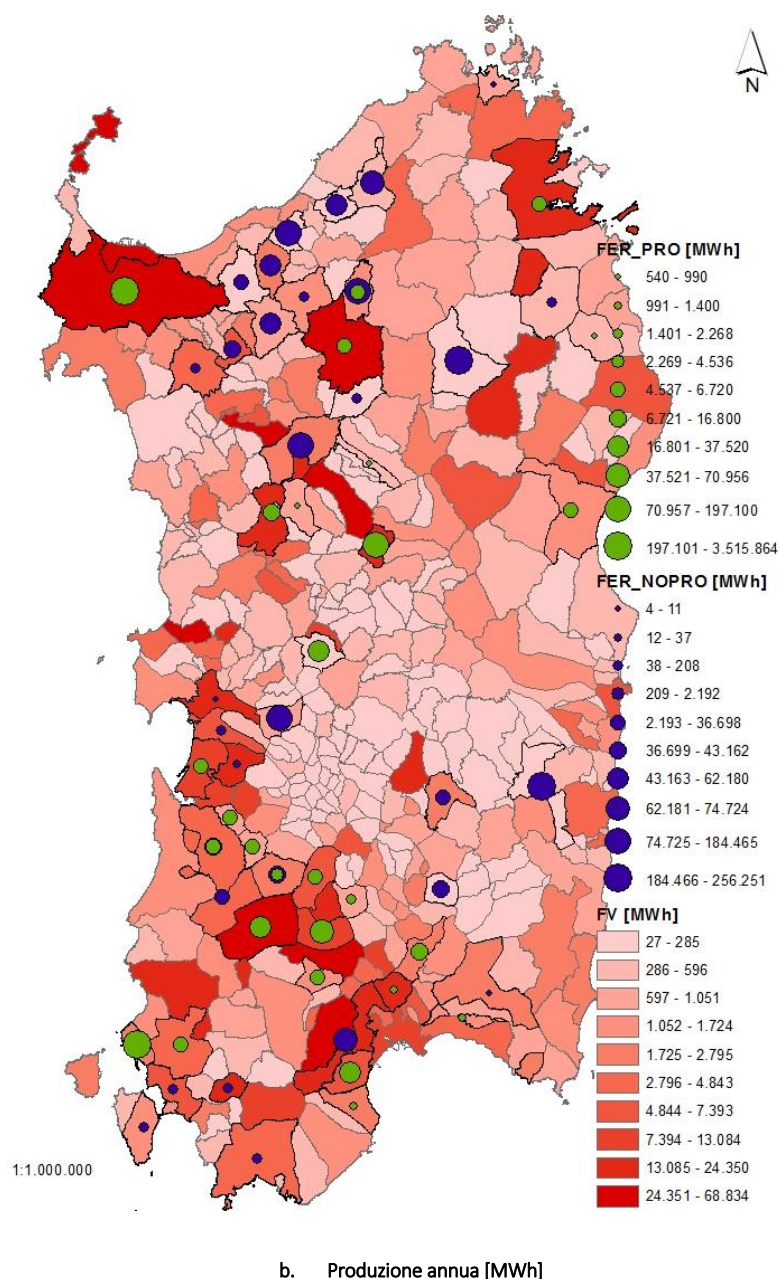 N
FER_PRO [MWh]
540 - 990
991 - 1.400
1.401 - 2.268
2.269 - 4.536
4.537 - 6.720
6.721 - 16.800
16.801 - 37.520
37.521 - 70.956
70.957 - 197.100
197.101 - 3.515.864
FER_NOPRO [MWh]
4 - 11
12 - 37
38 - 208
209 - 2.192
2.193 - 36.698
36.699 - 43.162
43.163 - 62.180
62.181 - 74.724
74.725 - 184.465
184.466 - 256.251
FV [MWh]
27 - 285
286 - 596
597 - 1.051
1.052 - 1.724
1.725 - 2.795
2.796 - 4.843
4.844 - 7.393
7.394 - 13.084
13.085 - 24.350
24.351 - 68.834
1:1.000.000
b. Produzione annua [MWh]